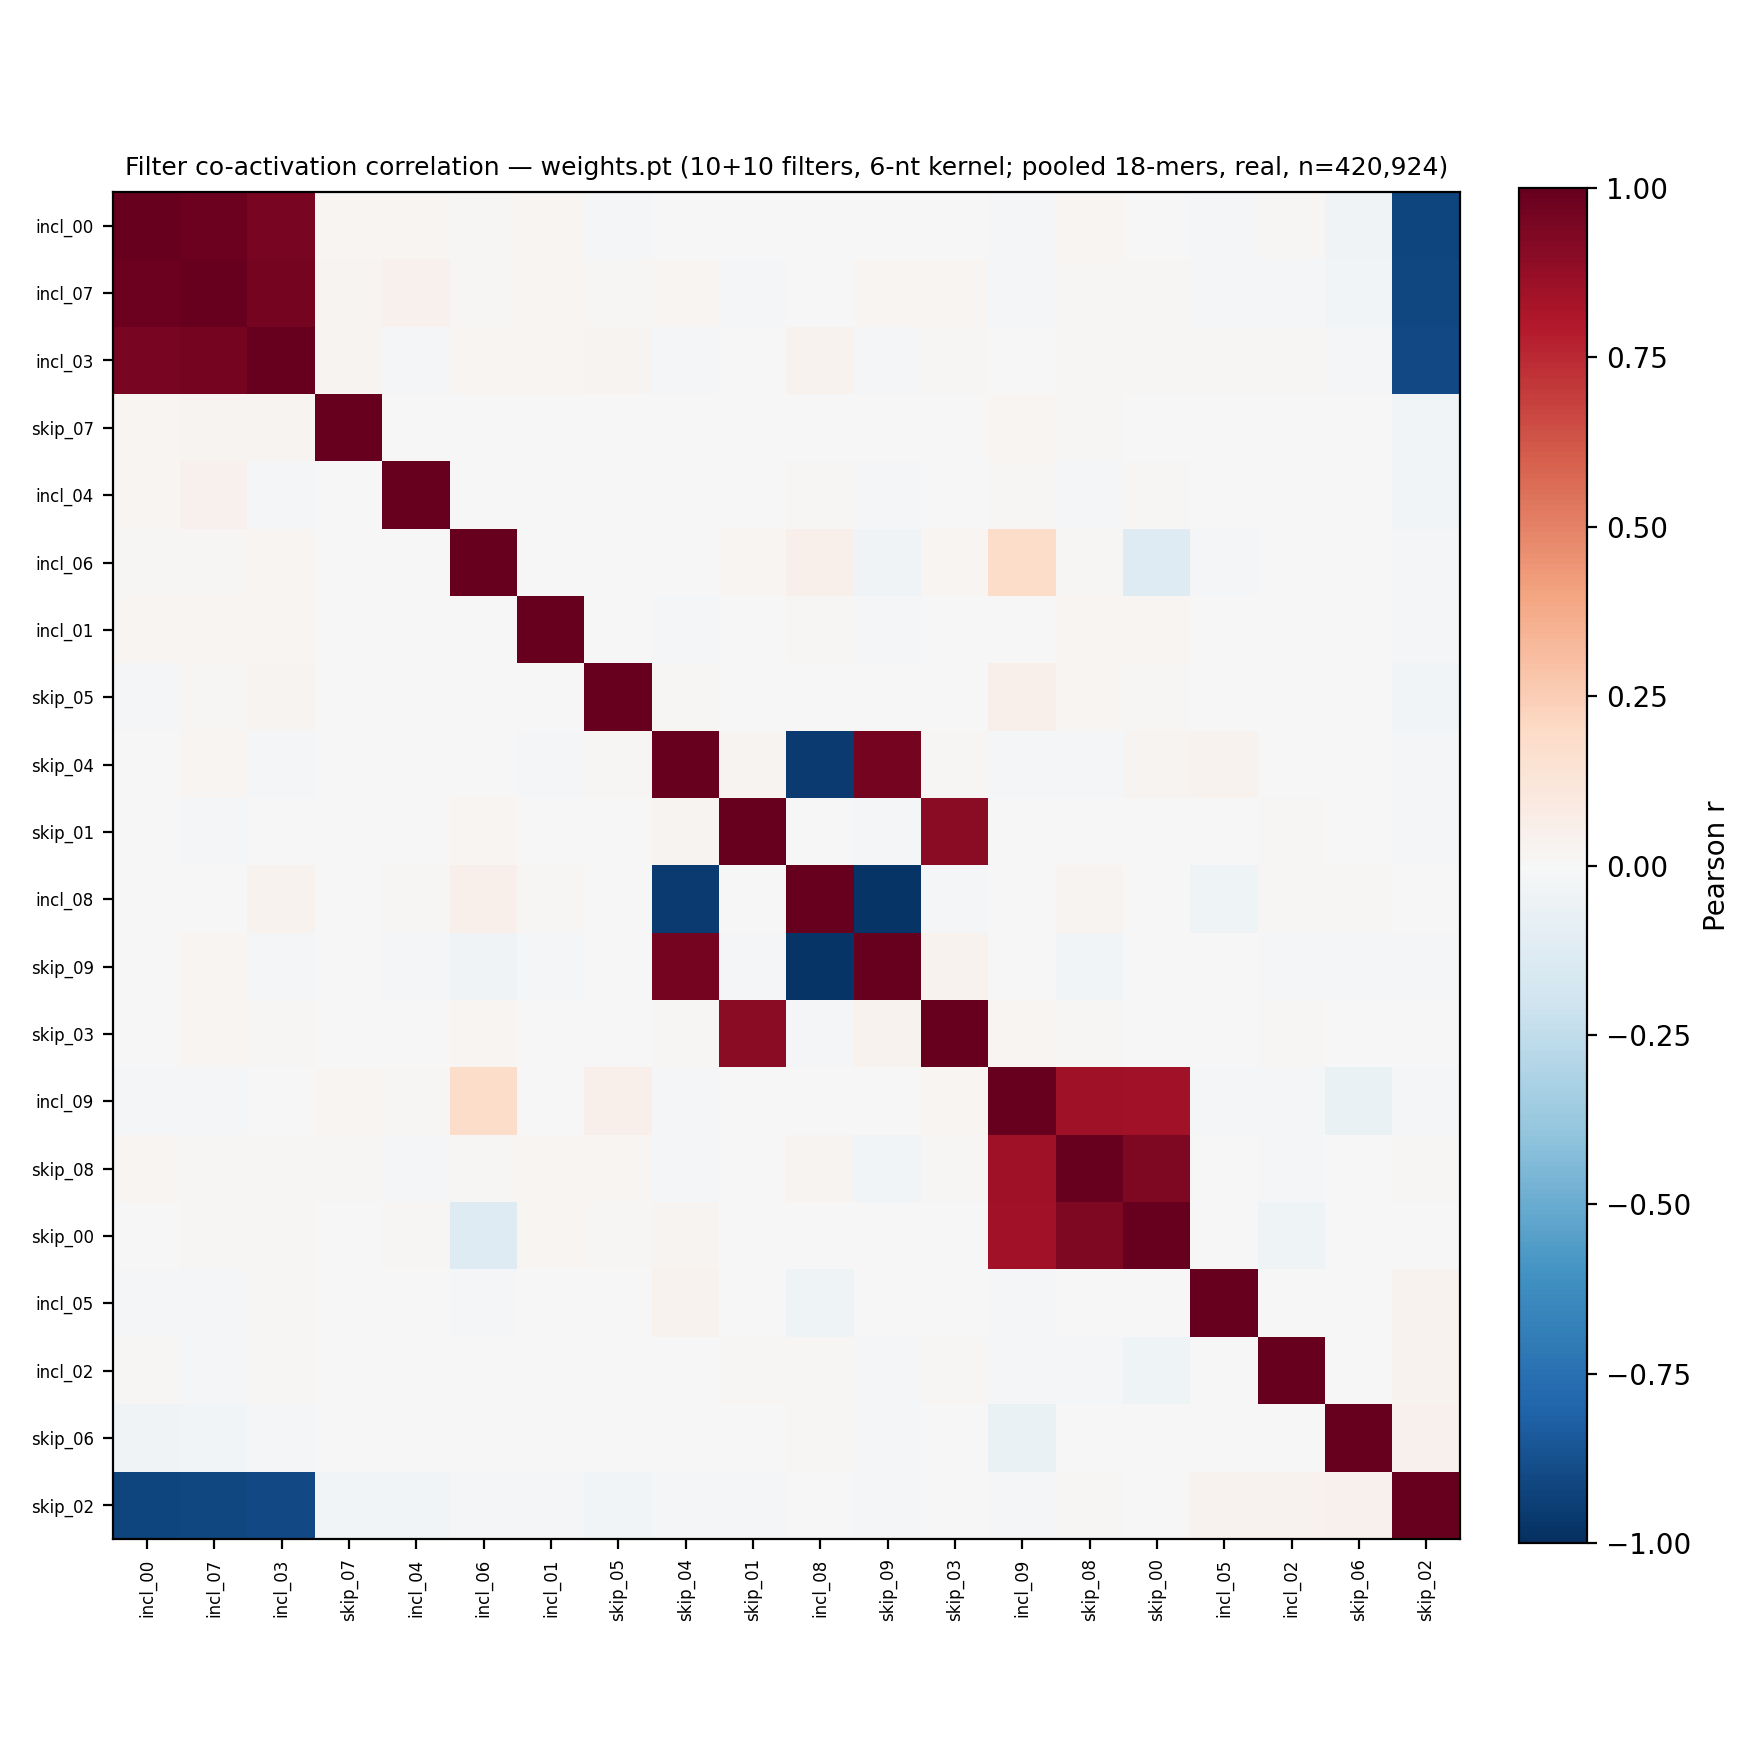 Filter co-activation correlation — weights.pt (10+10 filters, 6-nt kernel; pooled 18-mers, real, n=420,924)
incl_00
incl_07
incl_03
skip_07
incl_04
incl_06
incl_01
skip_05
skip_04
skip_01
incl_08
skip_09
skip_03
incl_09
skip_08
skip_00
incl_05
incl_02
skip_06
skip_02
incl_00
incl_07
incl_03
skip_07
incl_04
incl_06
incl_01
skip_05
skip_04
skip_01
incl_08
skip_09
skip_03
incl_09
skip_08
skip_00
incl_05
incl_02
skip_06
skip_02
1.00
0.75
0.50
0.25
0.00
−0.25
−0.50
−0.75
−1.00
Pearson r